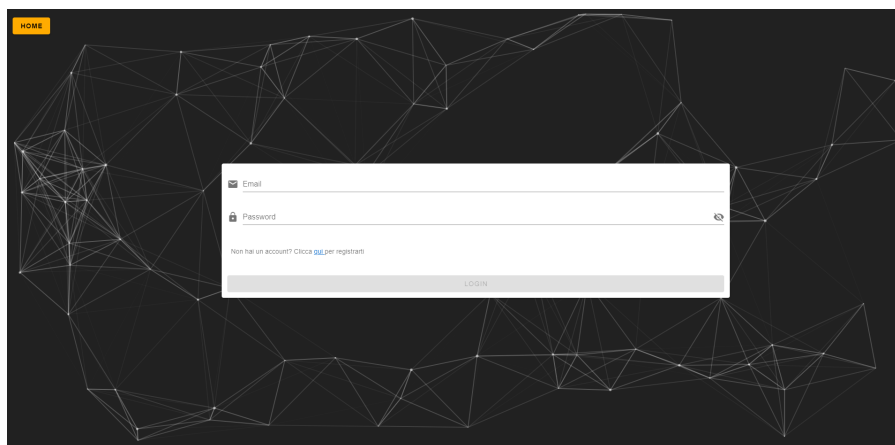 HOME
Email
Password
Non hai un account? Clicca qui per registrarti
LOGIN